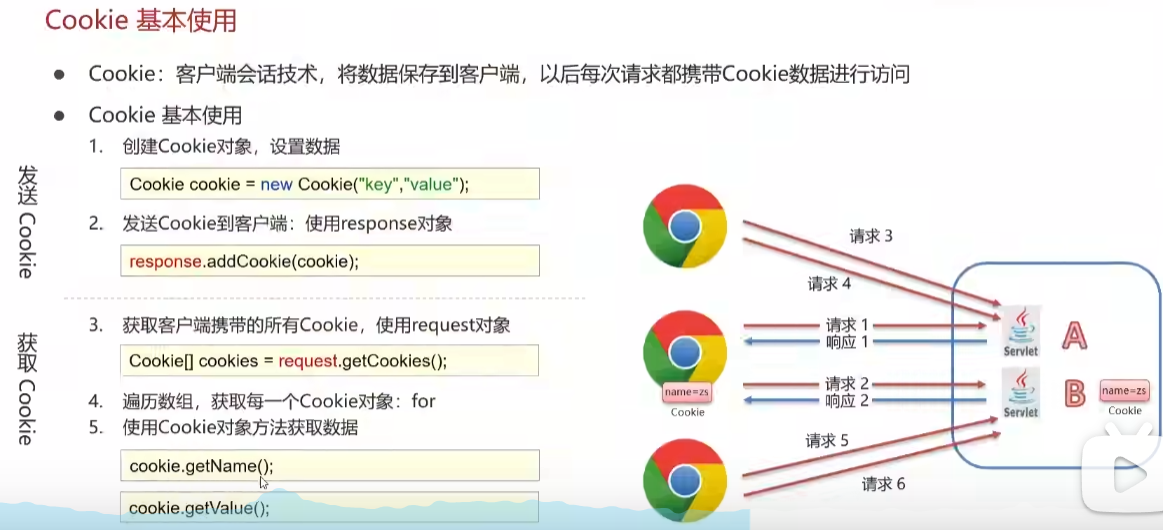 Cookie 基本使用
Cookie：客户端会话技术，将数据保存到客户端，以后每次请求都携带Cookie数据进行访问
Cookie 基本使用
发送 Cookie
1. 创建Cookie对象，设置数据
Cookie cookie = new Cookie("key","value");
2. 发送Cookie到客户端：使用response对象
response.addCookie(cookie);
获取 Cookie
3. 获取客户端携带的所有Cookie，使用request对象
Cookie[] cookies = request.getCookies();
4. 遍历数组，获取每一个Cookie对象：for
5. 使用Cookie对象方法获取数据
cookie.getName();
cookie.getValue();
请求 3
请求 4
请求 1
响应 1
Servlet
A
name=zs
Cookie
请求 2
响应 2
Servlet
B
name=zs
Cookie
请求 5
请求 6